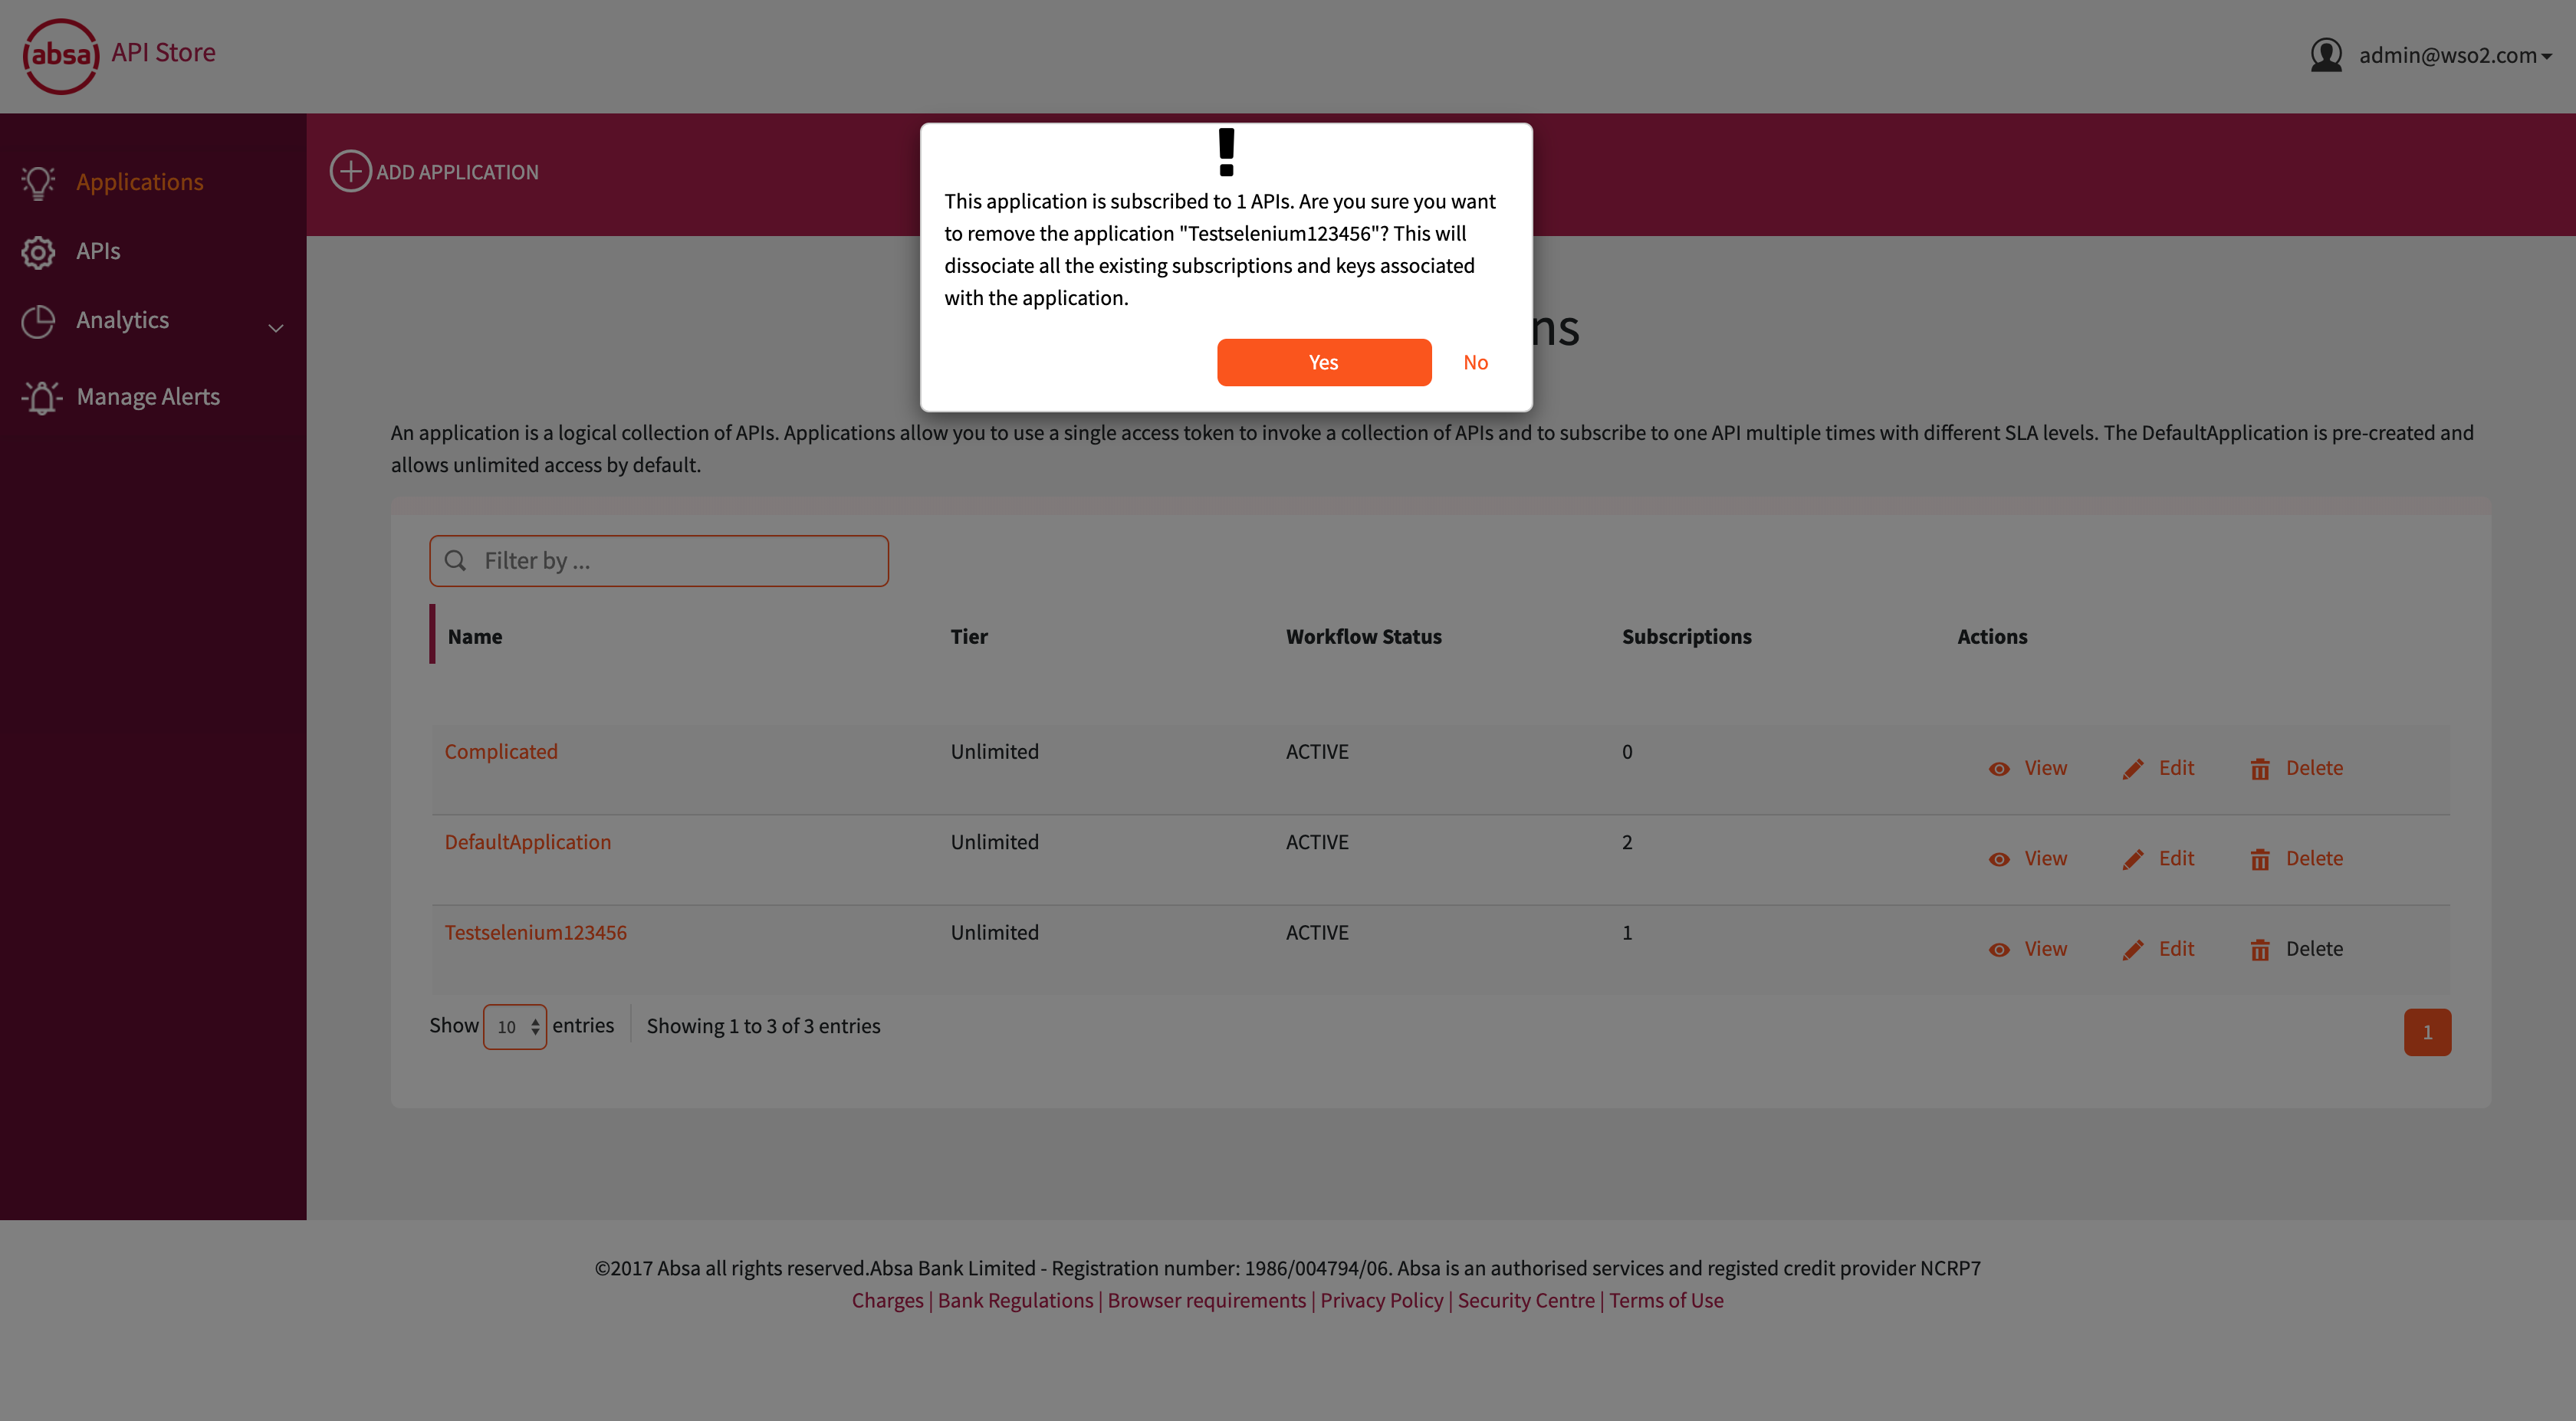 absa API Store
admin@wso2.com
Applications
APIs
Analytics
Manage Alerts
ADD APPLICATION
!
This application is subscribed to 1 APIs. Are you sure you want
to remove the application "Testselenium123456"? This will
dissociate all the existing subscriptions and keys associated
with the application.
Yes No
ns
An application is a logical collection of APIs. Applications allow you to use a single access token to invoke a collection of APIs and to subscribe to one API multiple times with different SLA levels. The DefaultApplication is pre-created and
allows unlimited access by default.
Filter by ...
Name Tier Workflow Status Subscriptions Actions
Complicated Unlimited ACTIVE 0 View Edit Delete
DefaultApplication Unlimited ACTIVE 2 View Edit Delete
Testselenium123456 Unlimited ACTIVE 1 View Edit Delete
Show 10 entries Showing 1 to 3 of 3 entries 1
©2017 Absa all rights reserved.Absa Bank Limited - Registration number: 1986/004794/06. Absa is an authorised services and registed credit provider NCRP7
Charges | Bank Regulations | Browser requirements | Privacy Policy | Security Centre | Terms of Use